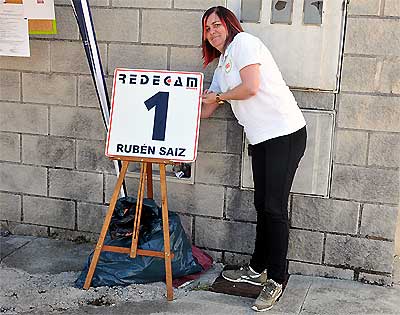 REDECAM
1
RUBÉN SAIZ